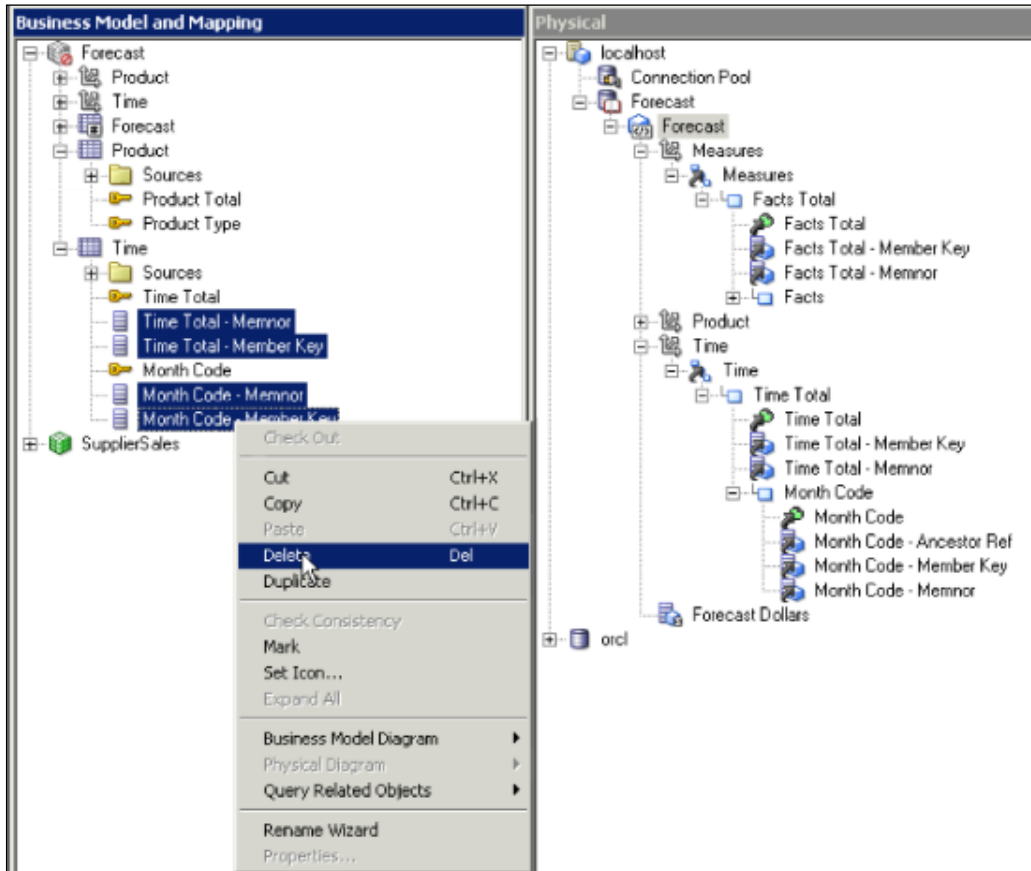 Business Model and Mapping
Forecast
Product
Time
Forecast
Product
Sources
Product Total
Product Type
Time
Sources
Time Total
Time Total - Memnor
Time Total - Member Key
Month Code
Month Code - Memnor
Month Code - Member Key
SupplierSales
Check Out
Cut Ctrl+X
Copy Ctrl+C
Paste Ctrl+V
Delete Del
Duplicate
Check Consistency
Mark
Set Icon...
Expand All
Business Model Diagram
Physical Diagram
Query Related Objects
Rename Wizard
Properties...
Physical
localhost
Connection Pool
Forecast
Forecast
Measures
Measures
Facts Total
Facts Total
Facts Total - Member Key
Facts Total - Memnor
Facts
Product
Time
Time
Time Total
Time Total
Time Total - Member Key
Time Total - Memnor
Month Code
Month Code
Month Code - Ancestor Ref
Month Code - Member Key
Month Code - Memnor
Forecast Dollars
orcl